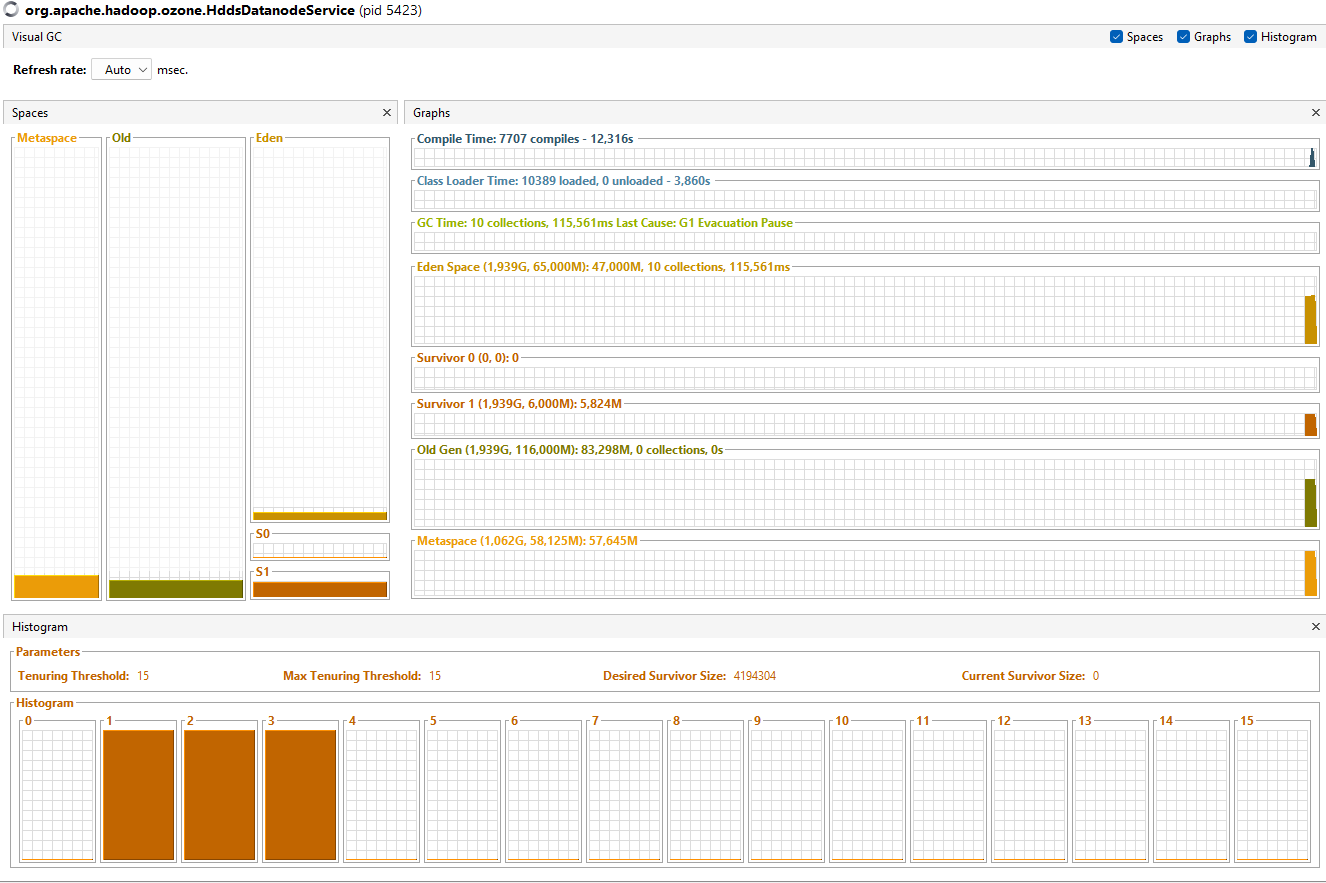 org.apache.hadoop.ozone.HddsDatanodeService (pid 5423)
Visual GC
Spaces Graphs Histogram
Refresh rate: Auto msec.
Spaces
Graphs
Metaspace Old Eden
S0
S1
Compile Time: 7707 compiles - 12,316s
Class Loader Time: 10389 loaded, 0 unloaded - 3,860s
GC Time: 10 collections, 115,561ms Last Cause: G1 Evacuation Pause
Eden Space (1,939G, 65,000M): 47,000M, 10 collections, 115,561ms
Survivor 0 (0, 0): 0
Survivor 1 (1,939G, 6,000M): 5,824M
Old Gen (1,939G, 116,000M): 83,298M, 0 collections, 0s
Metaspace (1,062G, 58,125M): 57,645M
Histogram
Parameters
Tenuring Threshold: 15 Max Tenuring Threshold: 15 Desired Survivor Size: 4194304 Current Survivor Size: 0
Histogram
0 1 2 3 4 5 6 7 8 9 10 11 12 13 14 15